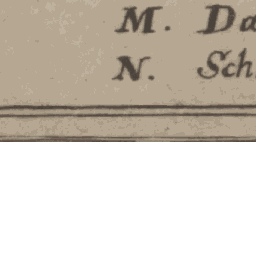 M. Da
N. Sch